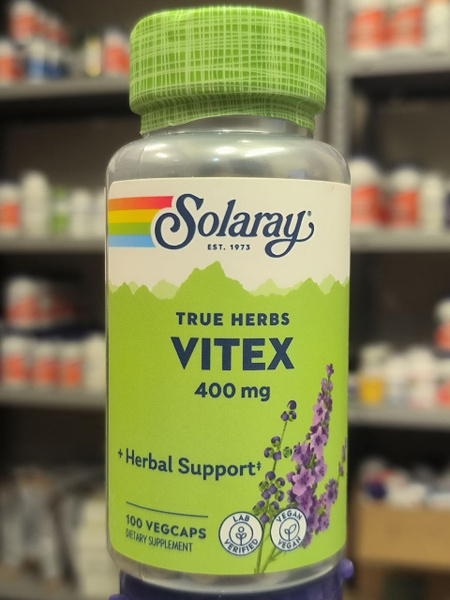 Solaray®
EST. 1973
TRUE HERBS
VITEX
400 mg
+ Herbal Support‡
100 VEGCAPS
DIETARY SUPPLEMENT
LAB VERIFIED
VEGAN VEGAN